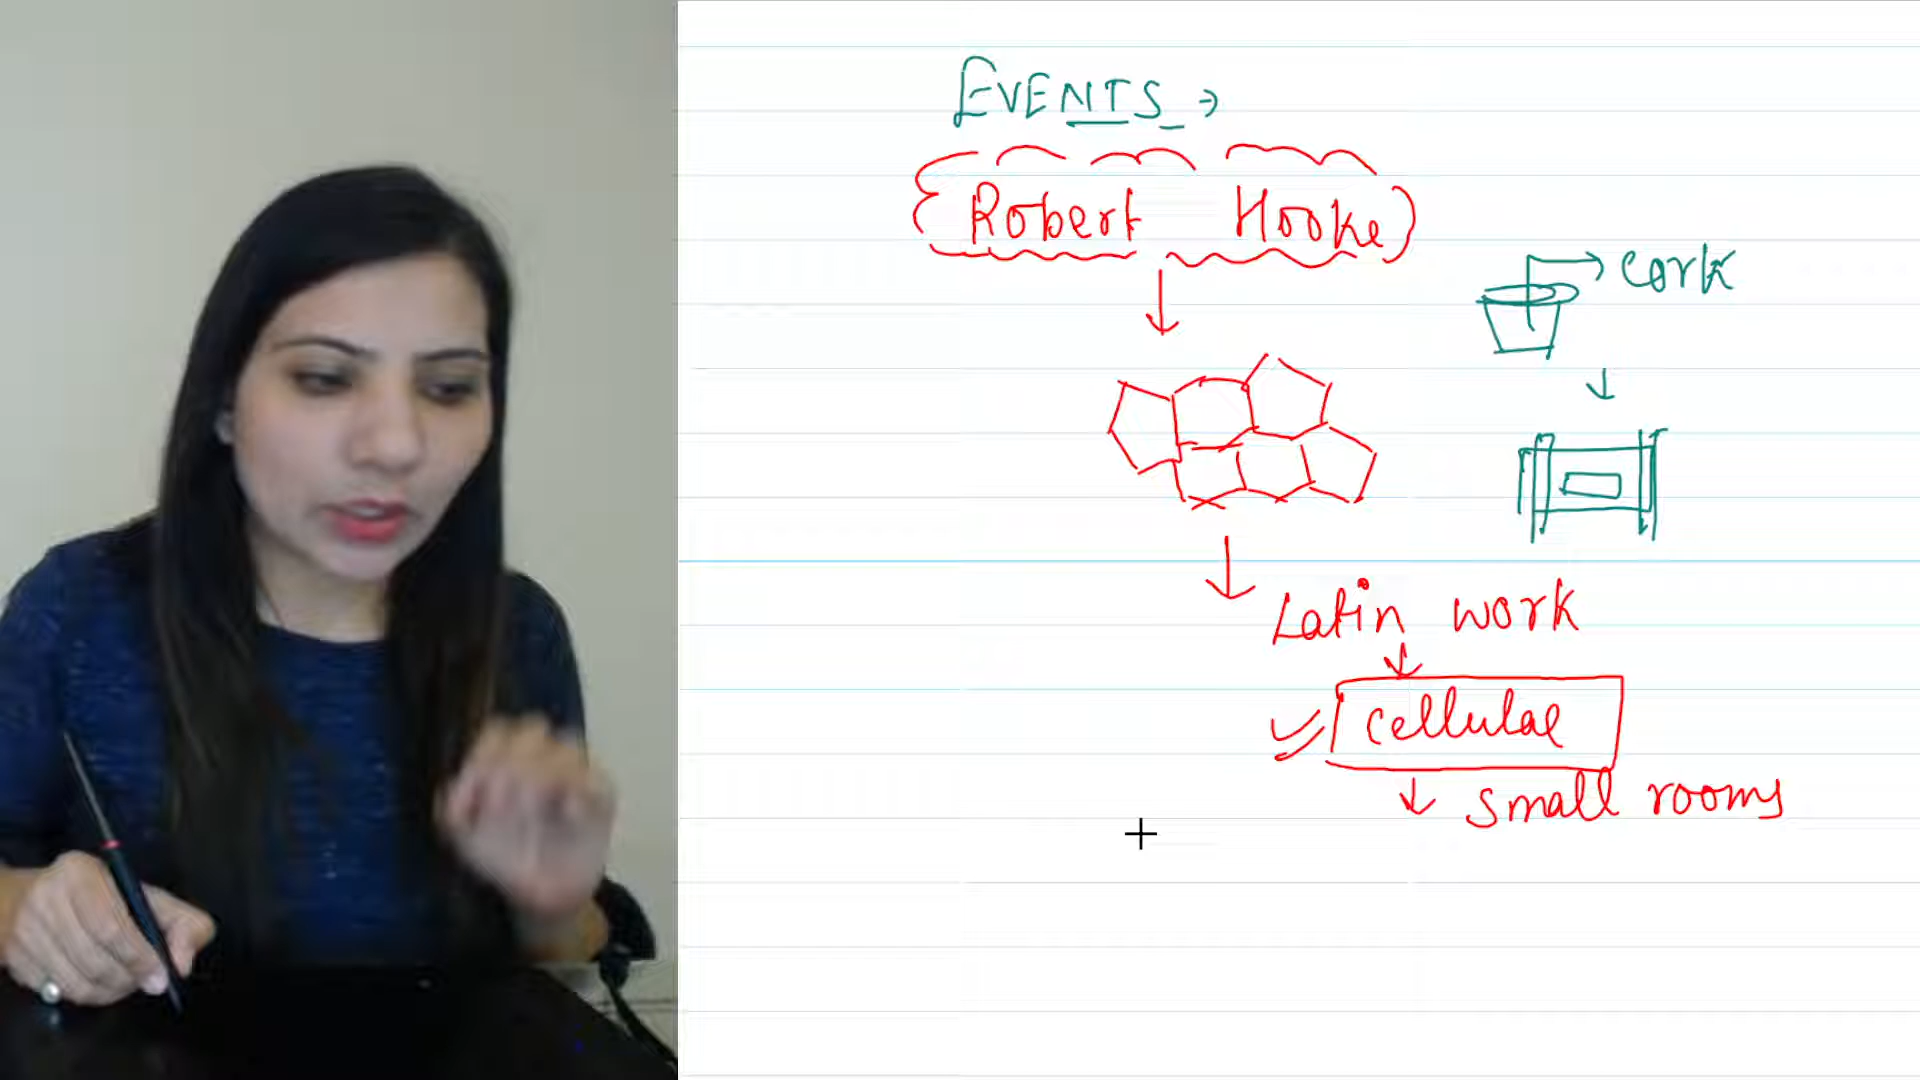 EVENTS →
Robert Hooke
cork
Latin work
cellulae
small rooms